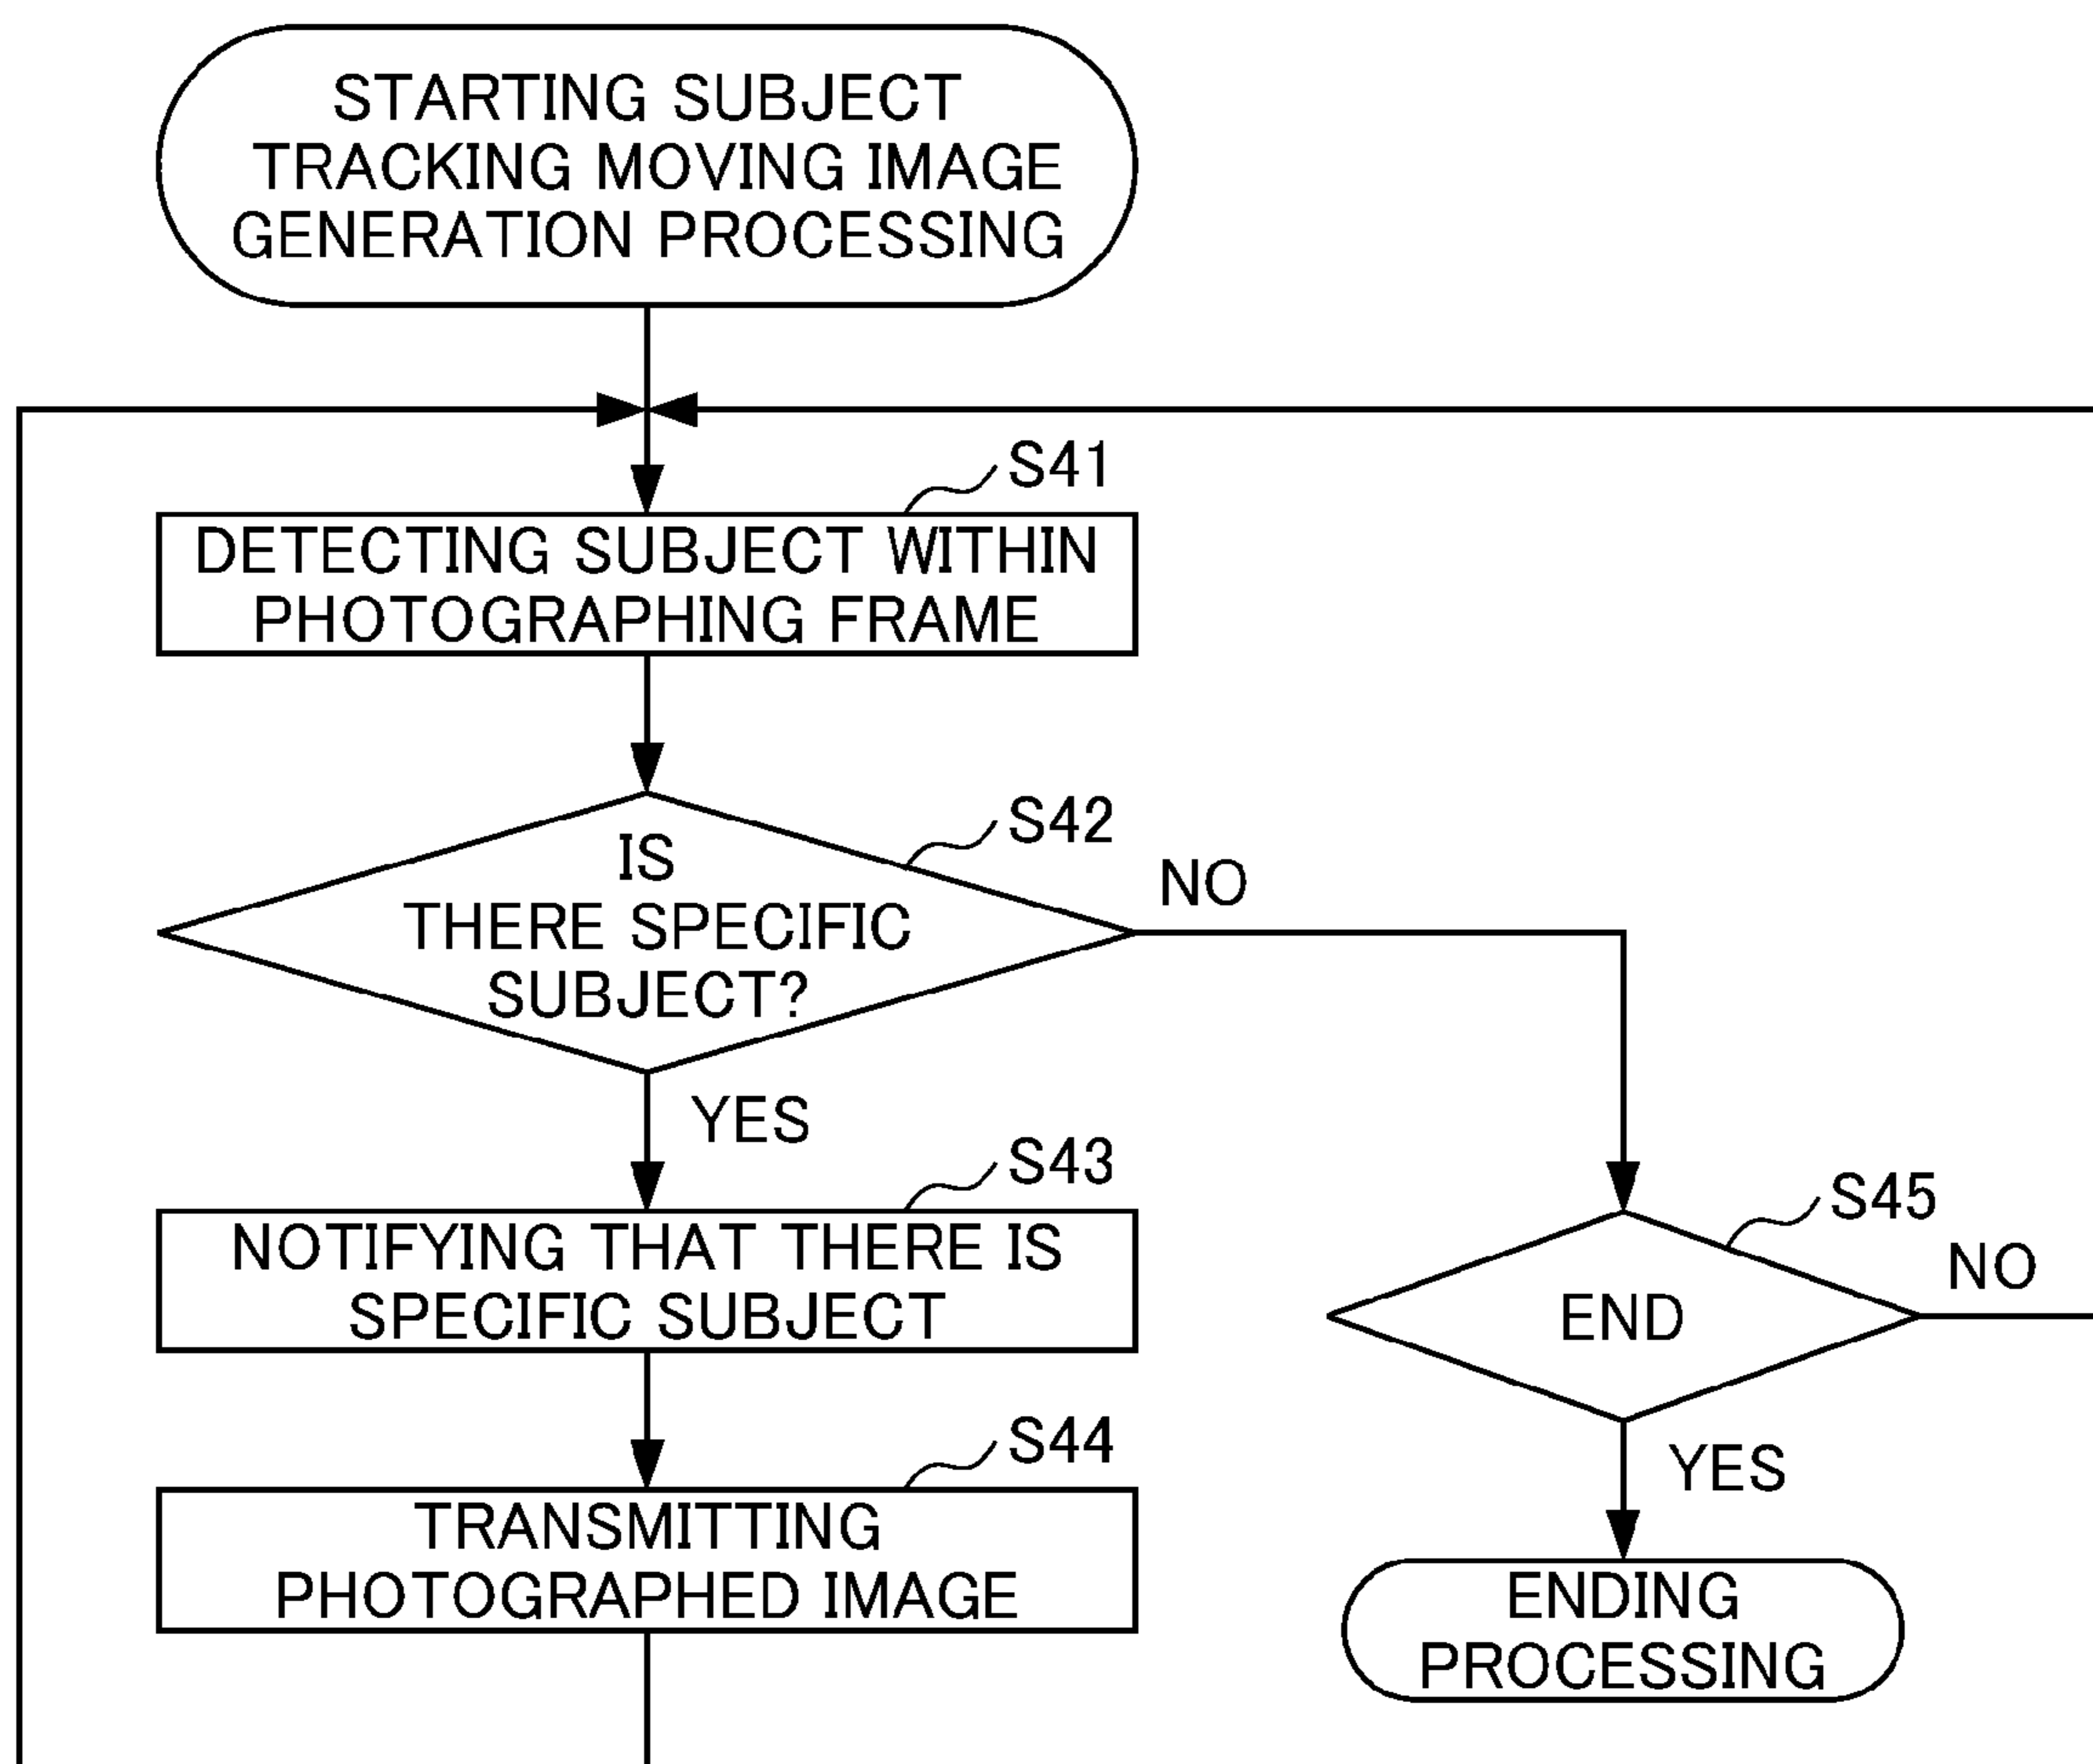 STARTING SUBJECT
TRACKING MOVING IMAGE
GENERATION PROCESSING
S41
DETECTING SUBJECT WITHIN
PHOTOGRAPHING FRAME
S42
IS
THERE SPECIFIC
SUBJECT?
NO
YES
S43
NOTIFYING THAT THERE IS
SPECIFIC SUBJECT
S44
TRANSMITTING
PHOTOGRAPHED IMAGE
S45
END
NO
YES
ENDING
PROCESSING